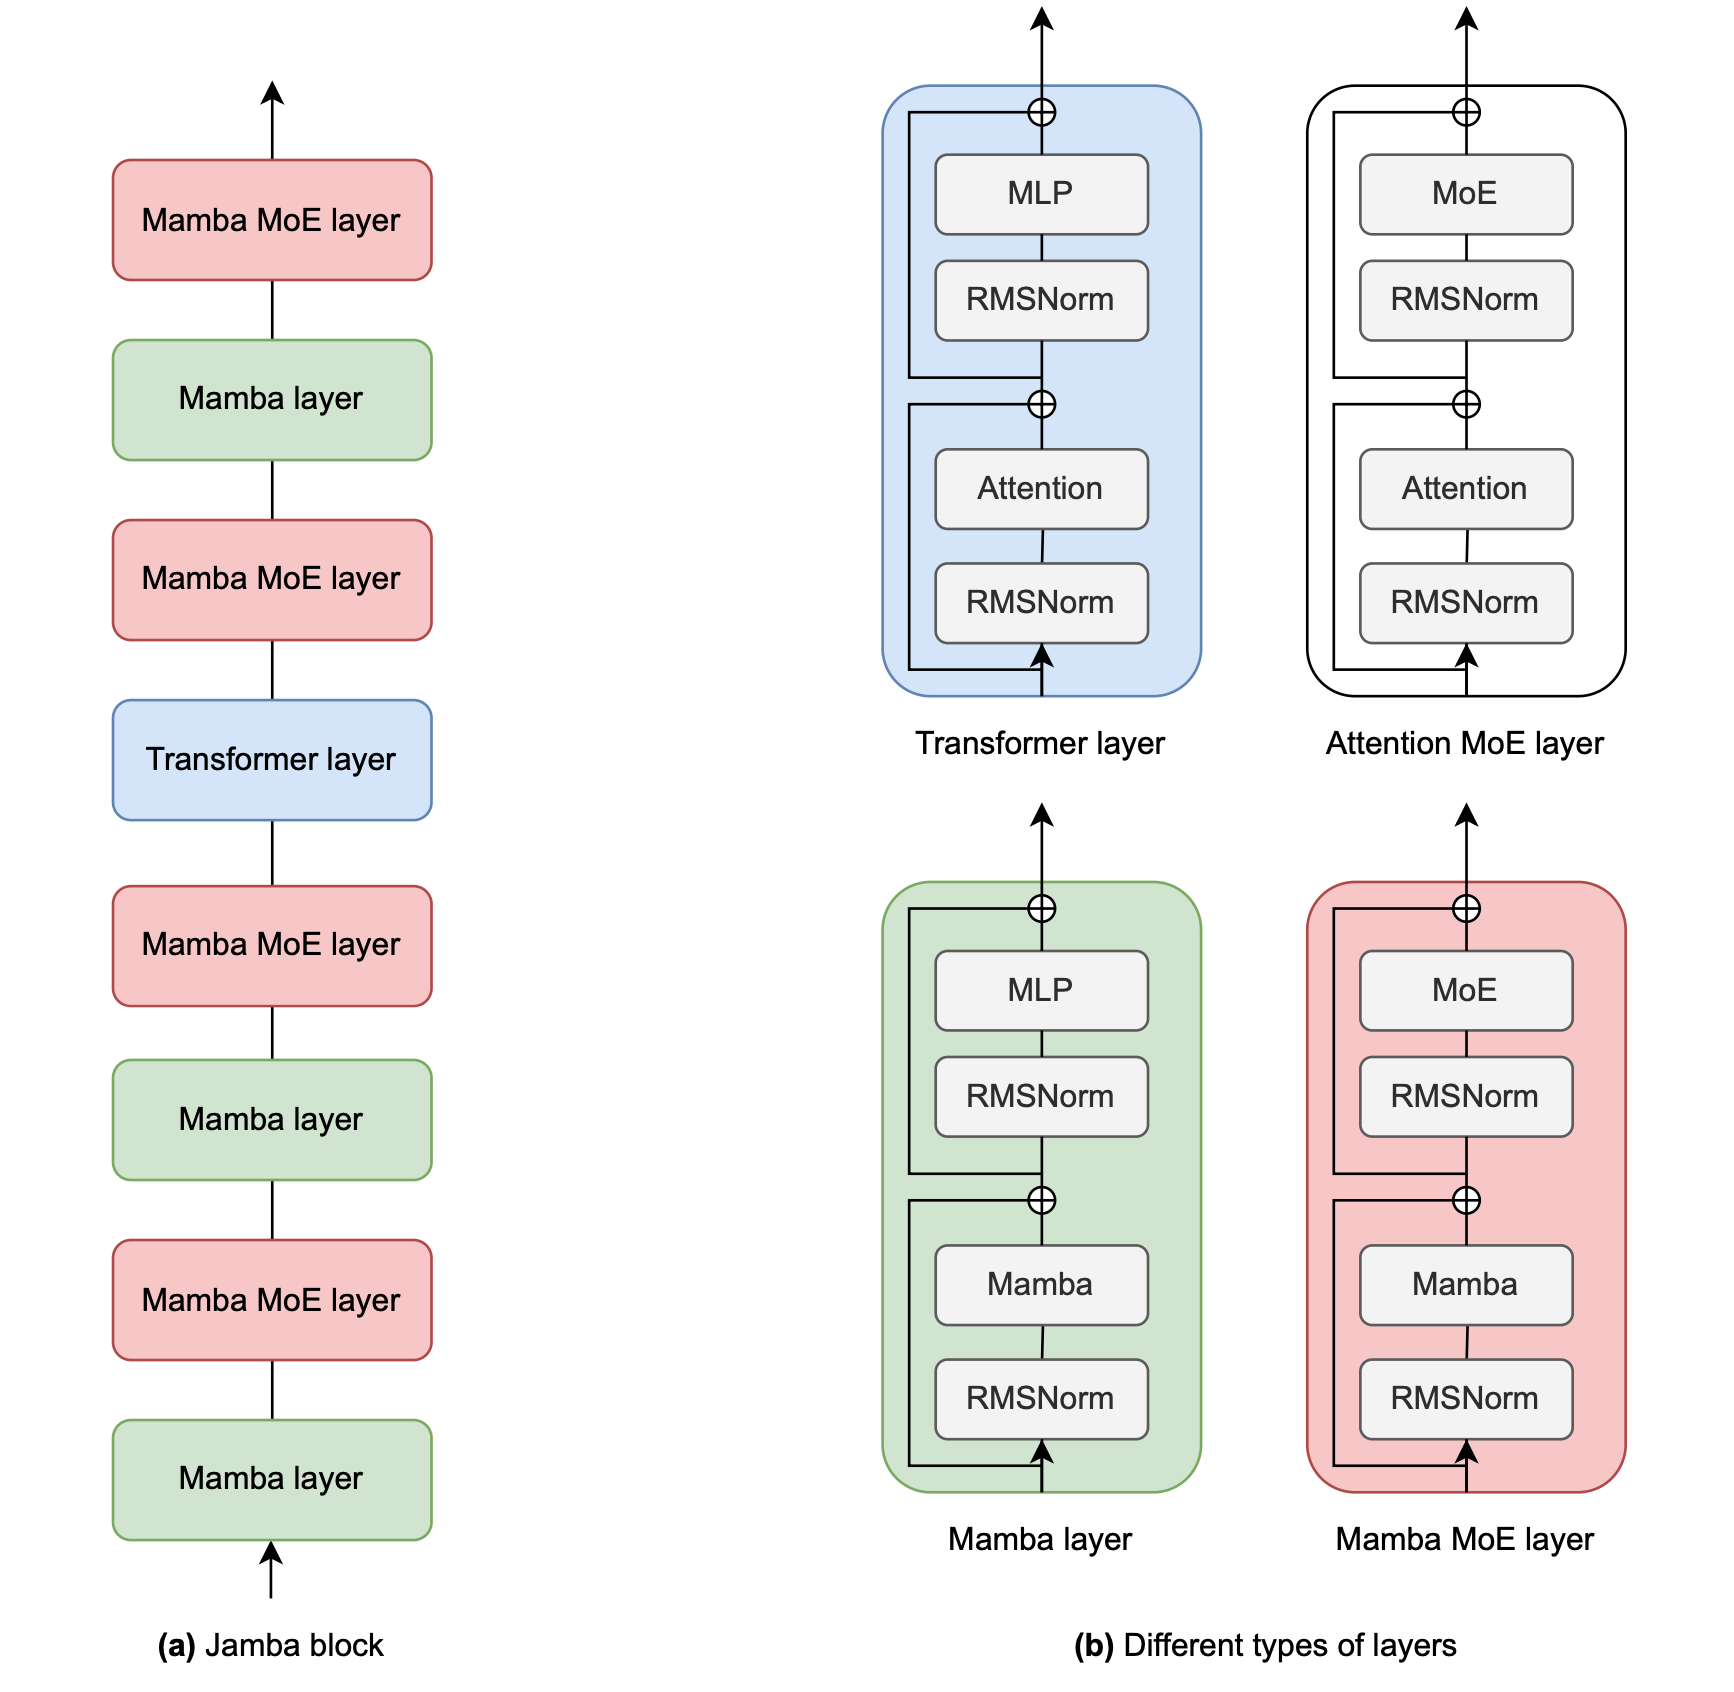 Mamba MoE layer
Mamba layer
Mamba MoE layer
Transformer layer
Mamba MoE layer
Mamba layer
Mamba MoE layer
Mamba layer
(a) Jamba block
MLP
RMSNorm
Attention
RMSNorm
Transformer layer
MoE
RMSNorm
Attention
RMSNorm
Attention MoE layer
MLP
RMSNorm
Mamba
RMSNorm
Mamba layer
MoE
RMSNorm
Mamba
RMSNorm
Mamba MoE layer
(b) Different types of layers